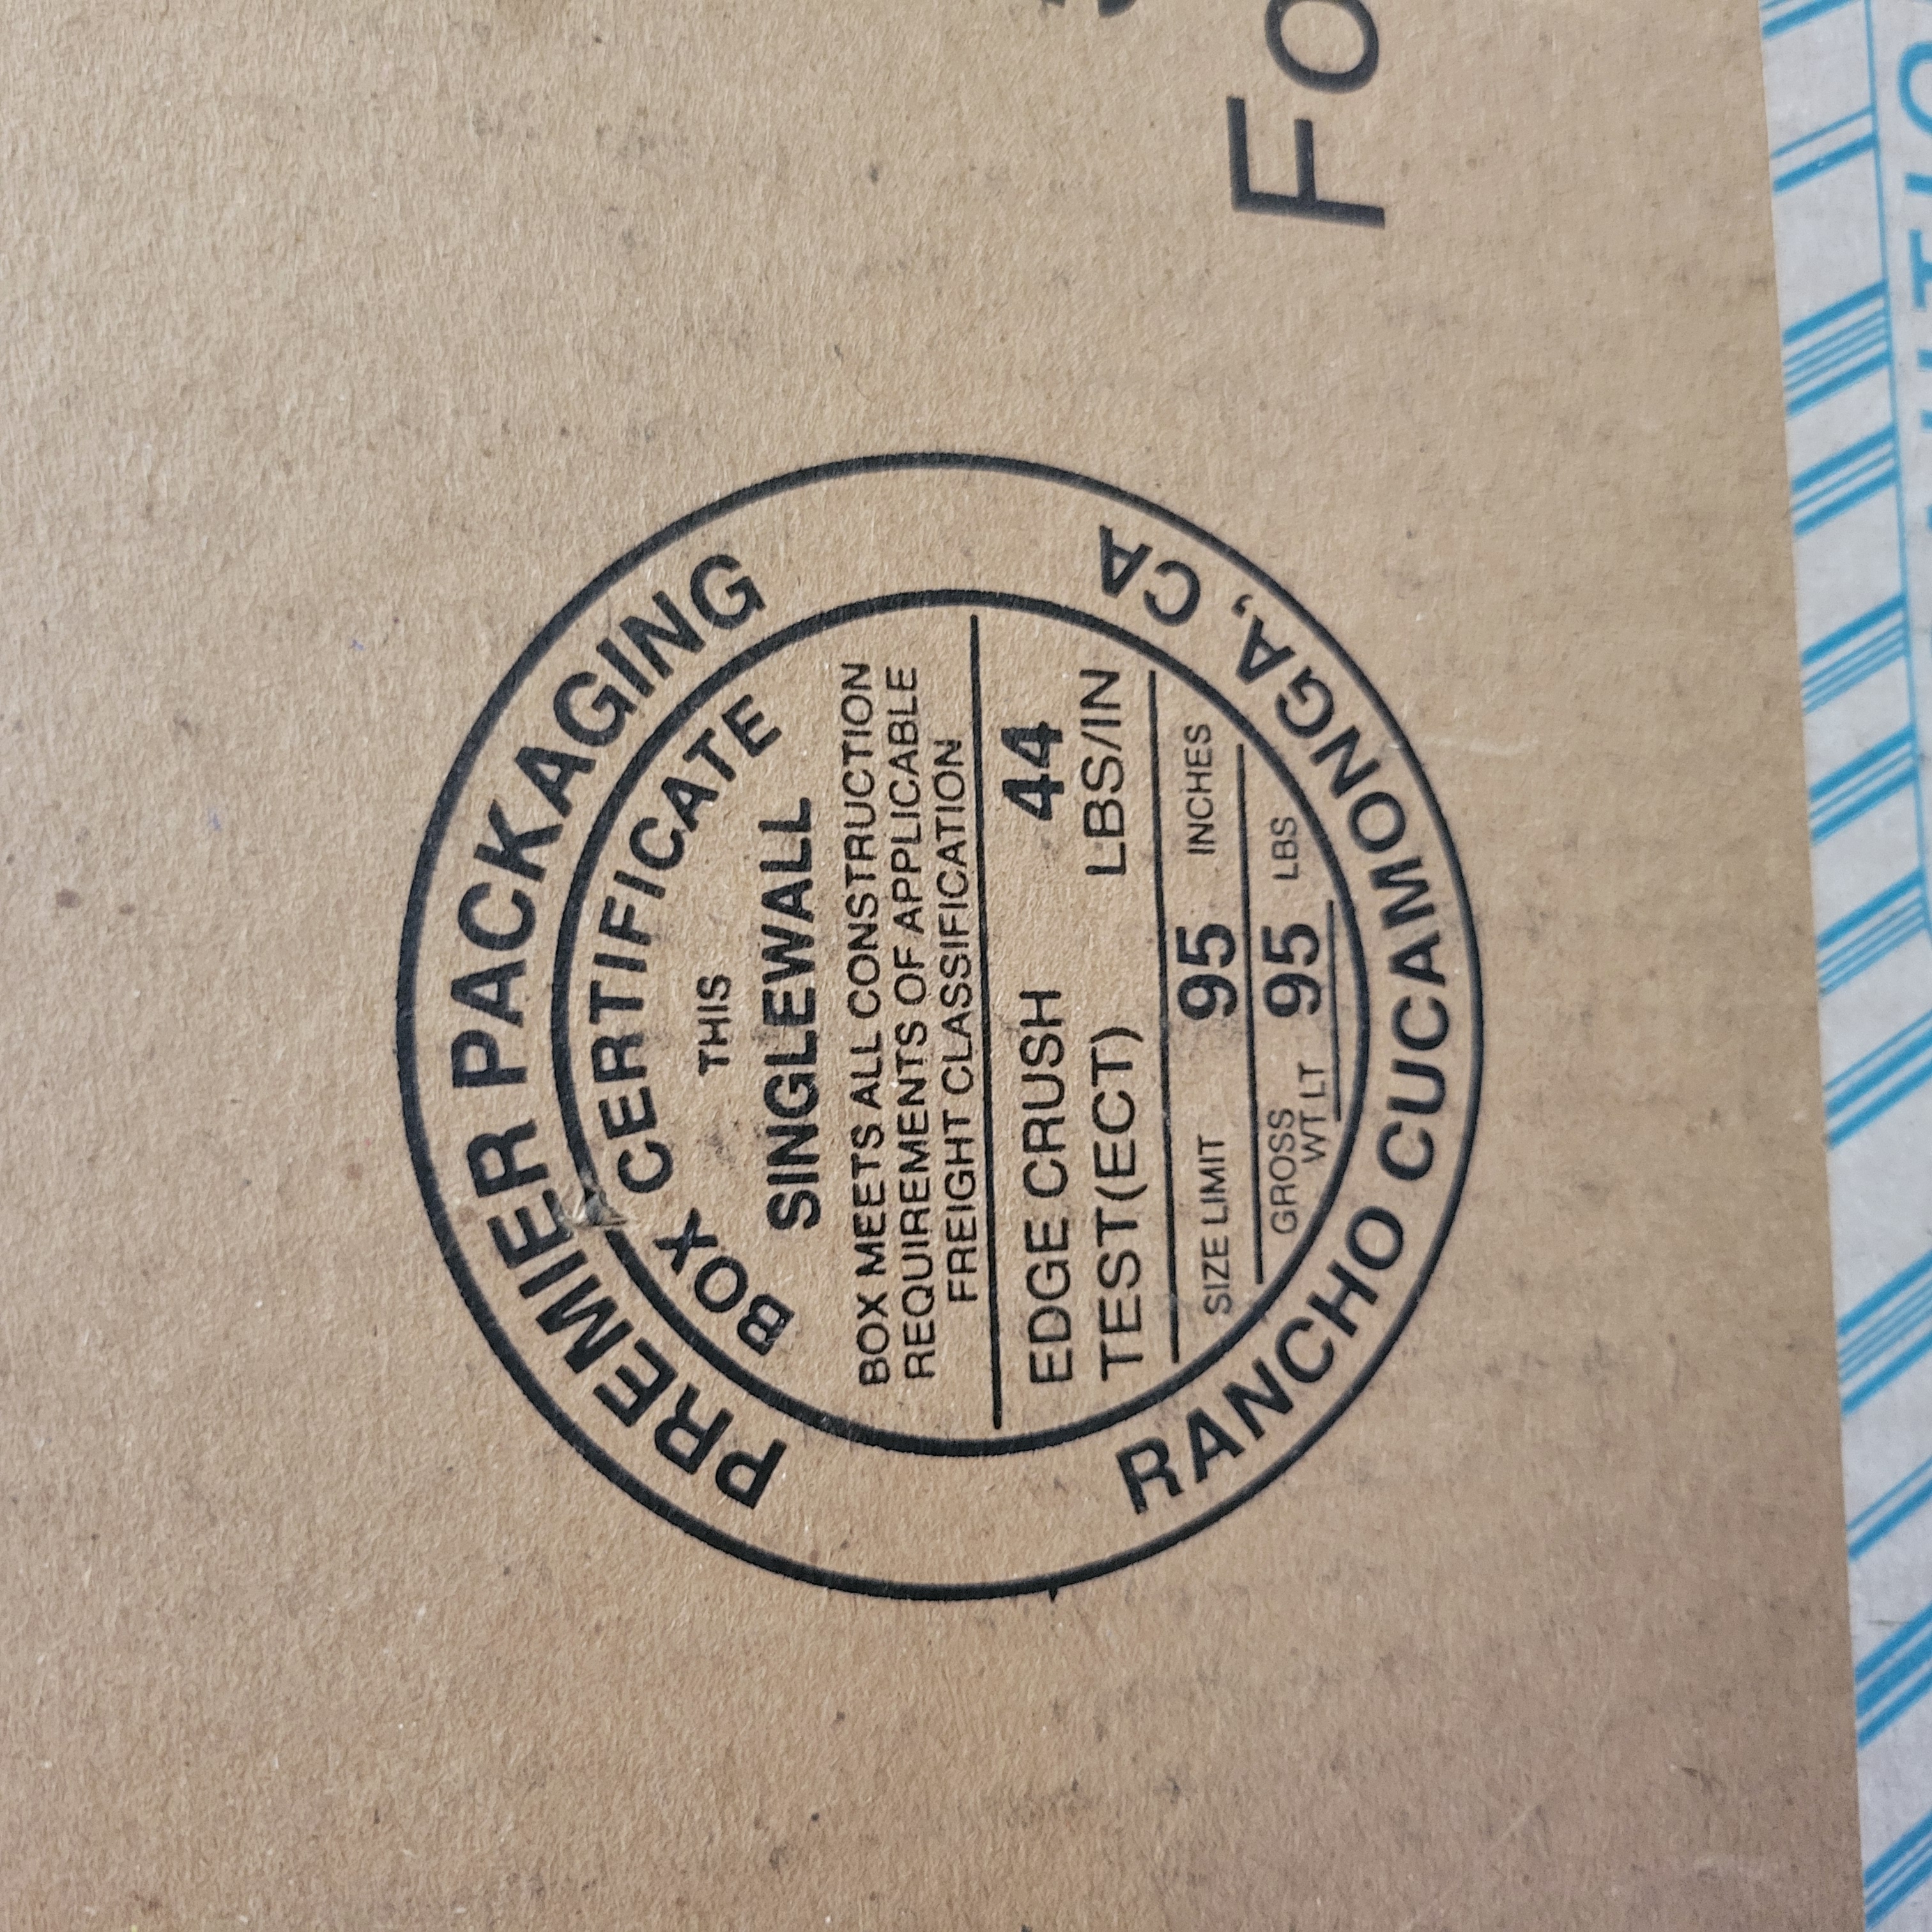 PREMIER PACKAGING
BOX CERTIFICATE
THIS
SINGLEWALL
BOX MEETS ALL CONSTRUCTION
REQUIREMENTS OF APPLICABLE
FREIGHT CLASSIFICATION
EDGE CRUSH 44
TEST(ECT) LBS/IN
SIZE LIMIT 95 INCHES
GROSS
WT LT 95 LBS
RANCHO CUCAMONGA, CA